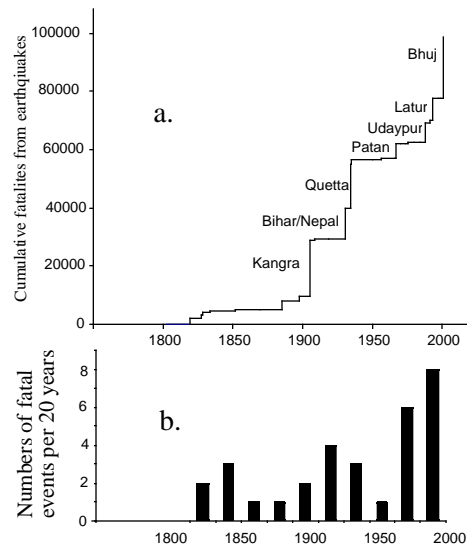 Cumulative fatalites from earthqiuakes
100000
80000
60000
40000
20000
0
a.
Bhuj
Latur
Udaypur
Patan
Quetta
Bihar/Nepal
Kangra
1800 1850 1900 1950 2000
Numbers of fatal
events per 20 years
8
6
4
2
0
b.
1800 1850 1900 1950 2000